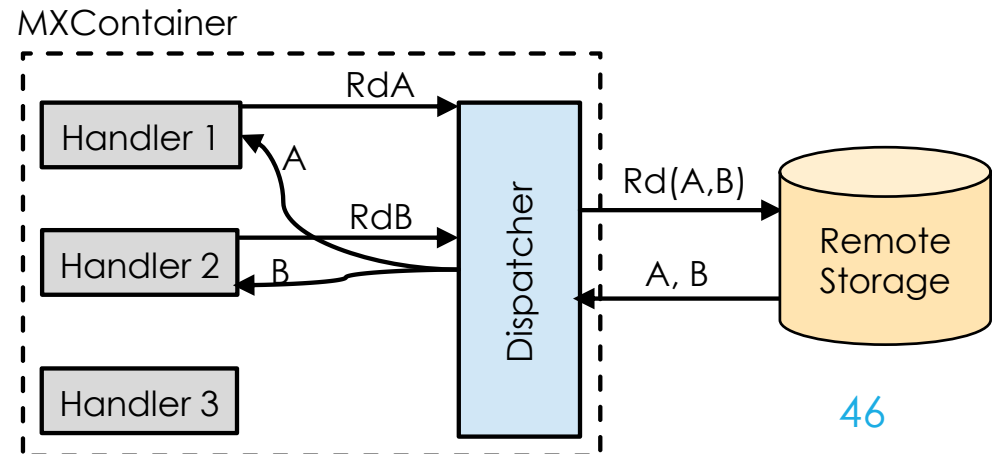 MXContainer
RdA
Handler 1
A
Rd(A,B)
RdB
Dispatcher
Remote
Storage
Handler 2
B
A, B
Handler 3
46